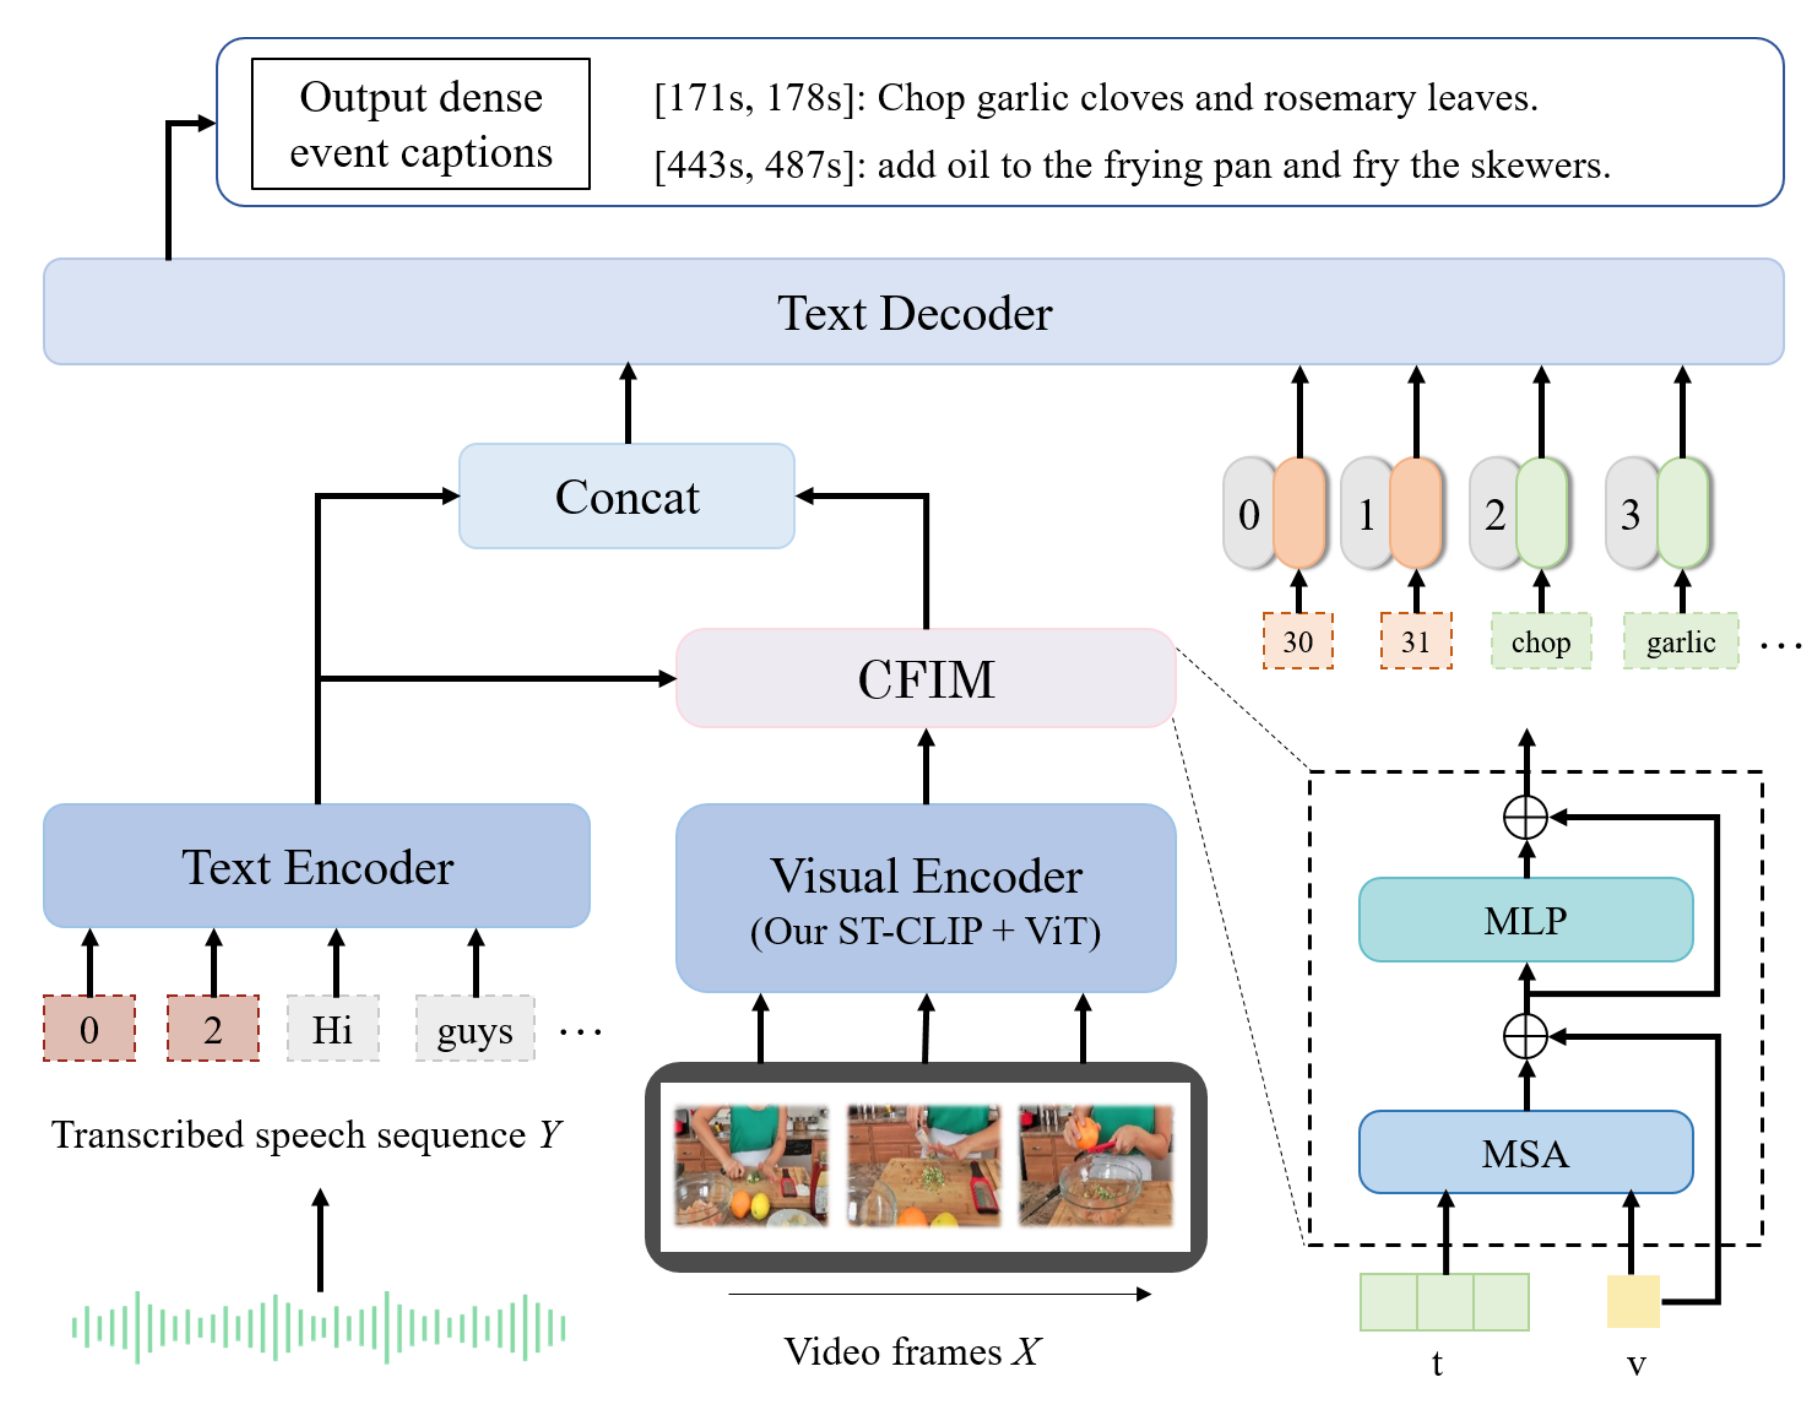 Output dense
event captions
[171s, 178s]: Chop garlic cloves and rosemary leaves.
[443s, 487s]: add oil to the frying pan and fry the skewers.
Text Decoder
Concat
0
1
2
3
30
31
chop
garlic
...
CFIM
Text Encoder
Visual Encoder
(Our ST-CLIP + ViT)
0
2
Hi
guys
...
Transcribed speech sequence Y
Video frames X
MLP
MSA
t
v